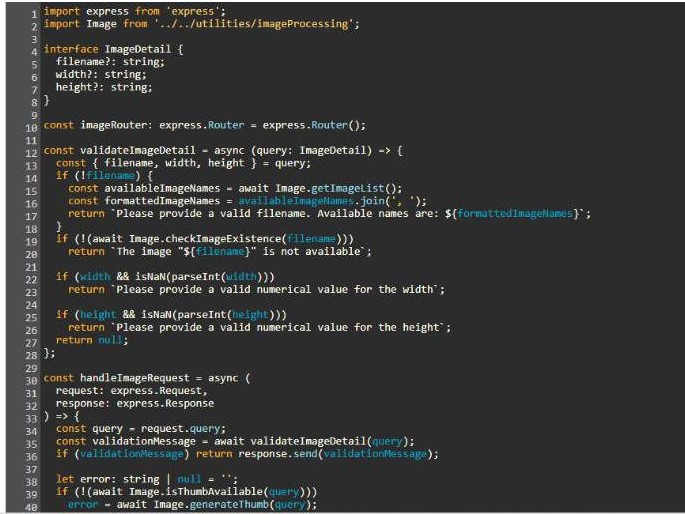 1 import express from 'express';
2 import Image from '../../utilities/imageProcessing';
3
4 interface ImageDetail {
5   filename?: string;
6   width?: string;
7   height?: string;
8 }
9
10 const imageRouter: express.Router = express.Router();
11
12 const validateImageDetail = async (query: ImageDetail) => {
13   const { filename, width, height } = query;
14   if (!filename) {
15     const availableImageNames = await Image.getImageList();
16     const formattedImageNames = availableImageNames.join(', ');
17     return `Please provide a valid filename. Available names are: ${formattedImageNames}`;
18   }
19   if (!(await Image.checkImageExistence(filename)))
20     return `The image "${filename}" is not available`;
21
22   if (width && isNaN(parseInt(width)))
23     return `Please provide a valid numerical value for the width`;
24
25   if (height && isNaN(parseInt(height)))
26     return `Please provide a valid numerical value for the height`;
27   return null;
28 };
29
30 const handleImageRequest = async (
31   request: express.Request,
32   response: express.Response
33 ) => {
34   const query = request.query;
35   const validationMessage = await validateImageDetail(query);
36   if (validationMessage) return response.send(validationMessage);
37
38   let error: string | null = '';
39   if (!(await Image.isThumbAvailable(query)))
40     error = await Image.generateThumb(query);